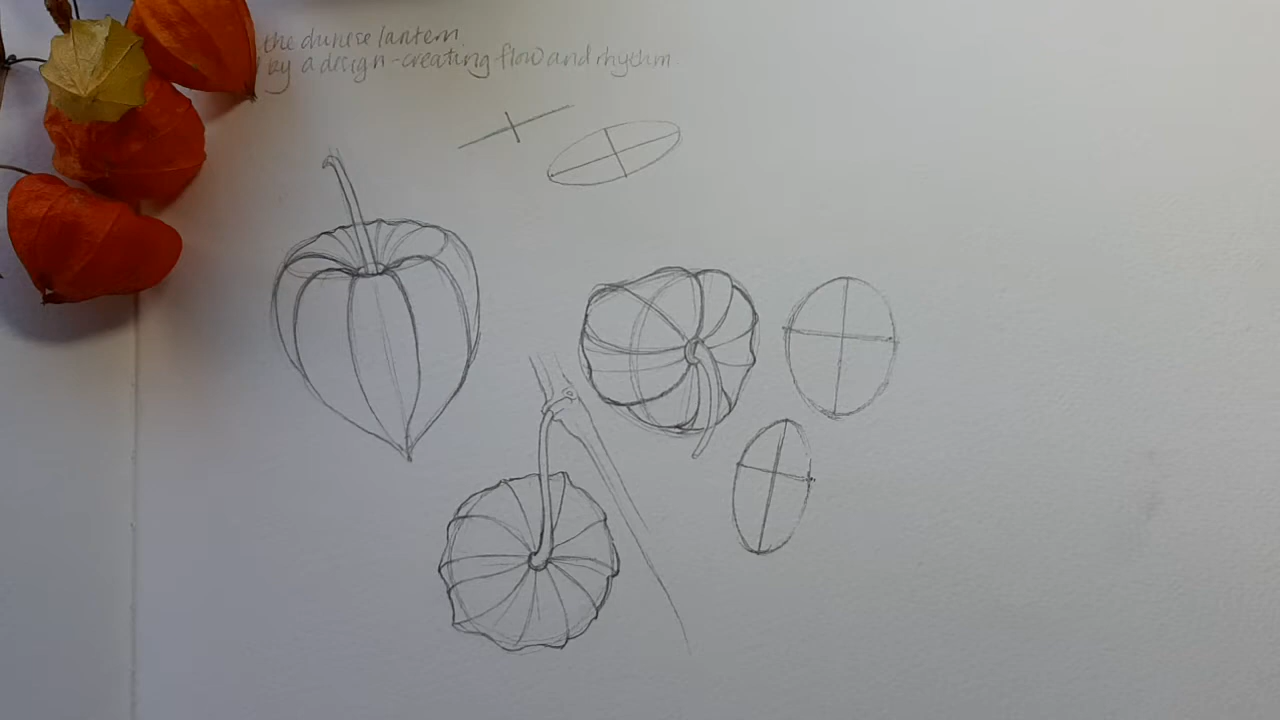 the chinese lantern
by a design - creating flow and rhythm.